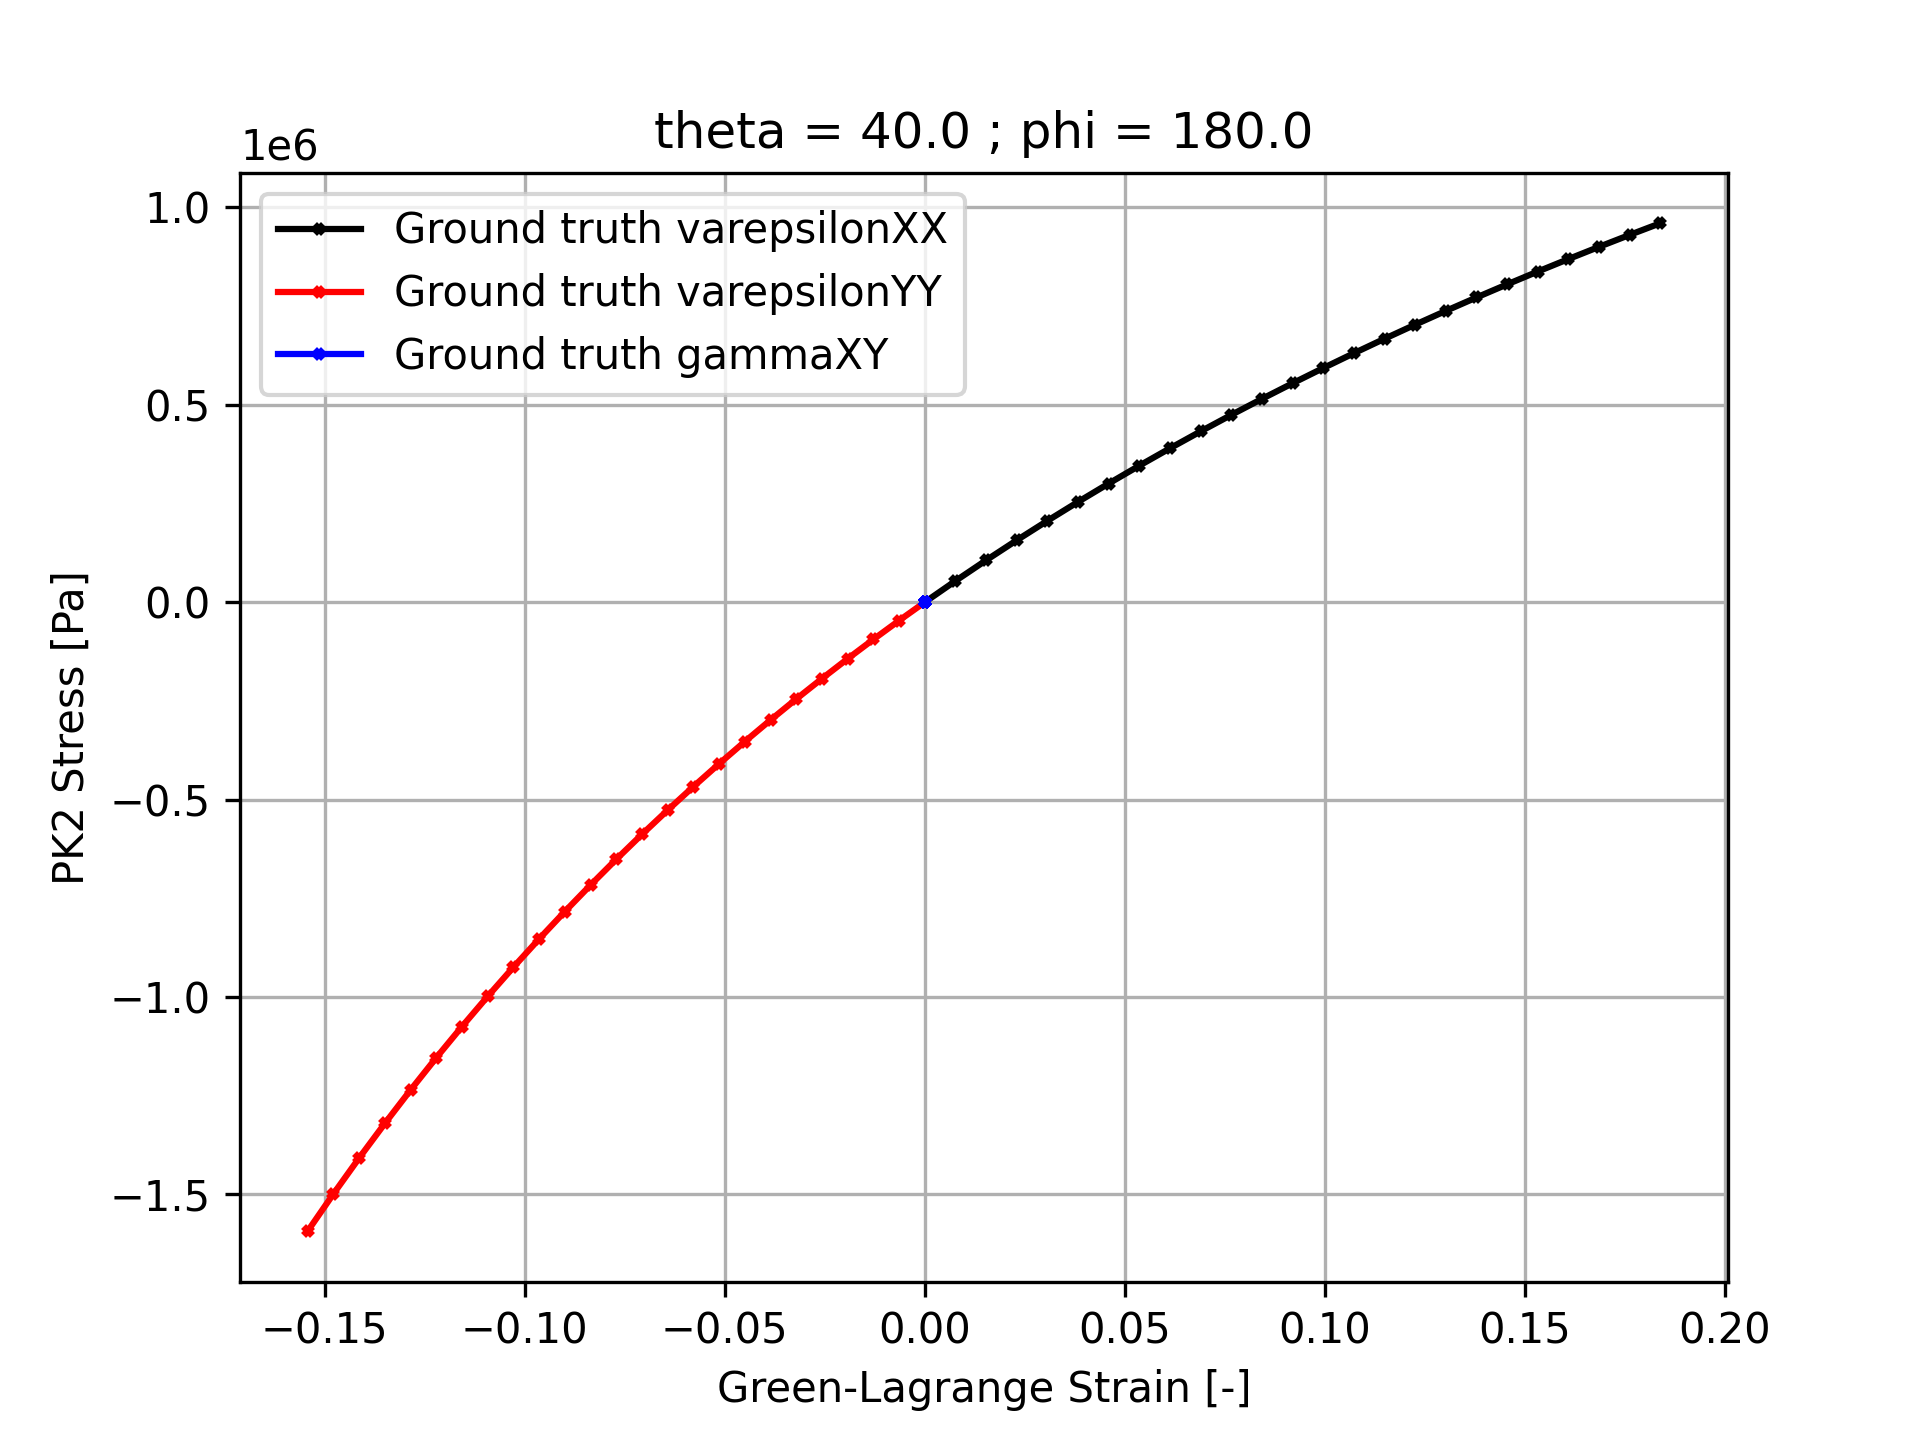 theta = 40.0 ; phi = 180.0
1e6
1.0
0.5
0.0
−0.5
−1.0
−1.5
PK2 Stress [Pa]
Ground truth varepsilonXX
Ground truth varepsilonYY
Ground truth gammaXY
−0.15 −0.10 −0.05 0.00 0.05 0.10 0.15 0.20
Green-Lagrange Strain [-]